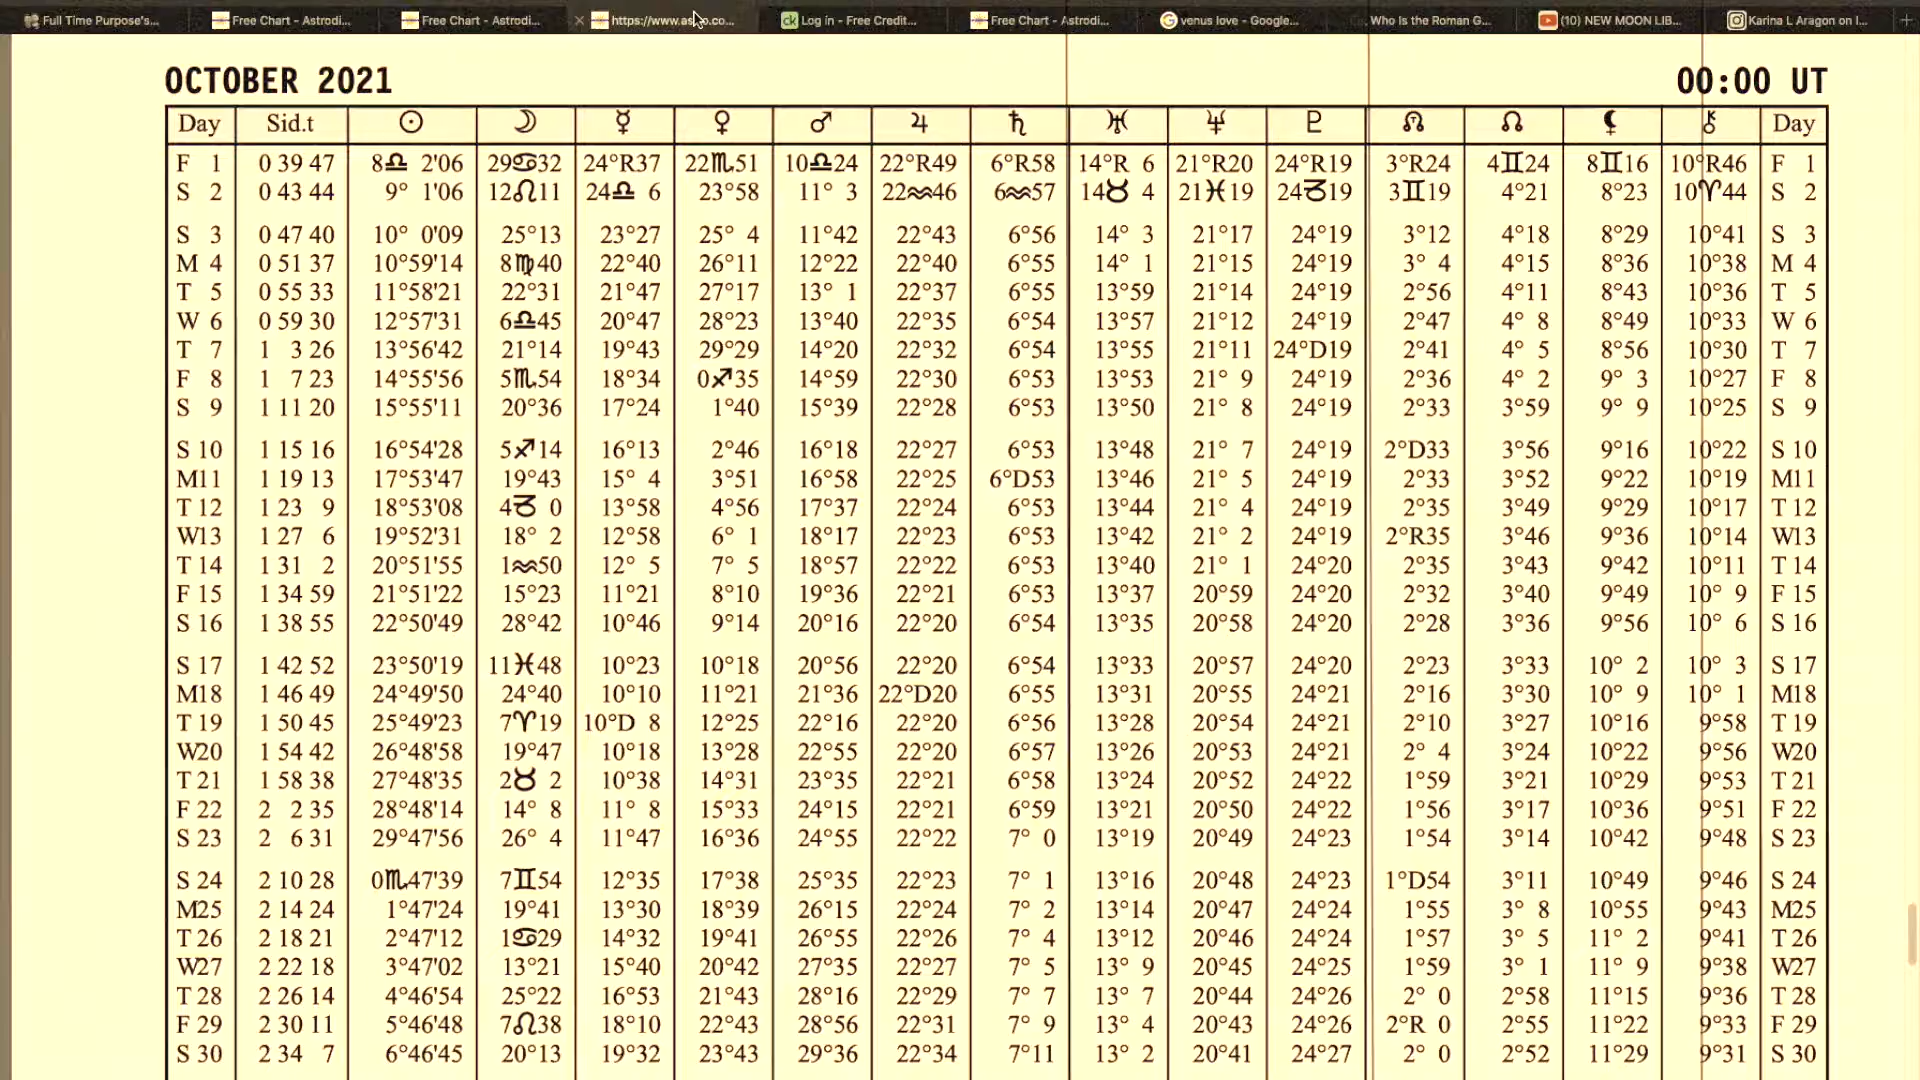 Full Time Purpose's...
Free Chart - Astrodi...
Free Chart - Astrodi...
https://www.astro.co...
ck Log in - Free Credit...
Free Chart - Astrodi...
G venus love - Google...
Who Is the Roman G...
(10) NEW MOON LIB...
Karina L Aragon on I...
OCTOBER 2021 00:00 UT
Day Sid.t ☉ ☽ ☿ ♀ ♂ ♃ ♄ ♅ ♆ ♇ ☊ ☊ ⚸ ⚷ Day
F 1 0 39 47 8♎ 2'06 29♋32 24°R37 22♏51 10♎24 22°R49 6°R58 14°R 6 21°R20 24°R19 3°R24 4♊24 8♊16 10°R46 F 1
S 2 0 43 44 9° 1'06 12♌11 24♎ 6 23°58 11° 3 22♒46 6♒57 14♉ 4 21♓19 24♑19 3♊19 4°21 8°23 10♈44 S 2
S 3 0 47 40 10° 0'09 25°13 23°27 25° 4 11°42 22°43 6°56 14° 3 21°17 24°19 3°12 4°18 8°29 10°41 S 3
M 4 0 51 37 10°59'14 8♍40 22°40 26°11 12°22 22°40 6°55 14° 1 21°15 24°19 3° 4 4°15 8°36 10°38 M 4
T 5 0 55 33 11°58'21 22°31 21°47 27°17 13° 1 22°37 6°55 13°59 21°14 24°19 2°56 4°11 8°43 10°36 T 5
W 6 0 59 30 12°57'31 6♎45 20°47 28°23 13°40 22°35 6°54 13°57 21°12 24°19 2°47 4° 8 8°49 10°33 W 6
T 7 1 3 26 13°56'42 21°14 19°43 29°29 14°20 22°32 6°54 13°55 21°11 24°D19 2°41 4° 5 8°56 10°30 T 7
F 8 1 7 23 14°55'56 5♏54 18°34 0♐35 14°59 22°30 6°53 13°53 21° 9 24°19 2°36 4° 2 9° 3 10°27 F 8
S 9 1 11 20 15°55'11 20°36 17°24 1°40 15°39 22°28 6°53 13°50 21° 8 24°19 2°33 3°59 9° 9 10°25 S 9
S 10 1 15 16 16°54'28 5♐14 16°13 2°46 16°18 22°27 6°53 13°48 21° 7 24°19 2°D33 3°56 9°16 10°22 S 10
M11 1 19 13 17°53'47 19°43 15° 4 3°51 16°58 22°25 6°D53 13°46 21° 5 24°19 2°33 3°52 9°22 10°19 M11
T 12 1 23 9 18°53'08 4♑ 0 13°58 4°56 17°37 22°24 6°53 13°44 21° 4 24°19 2°35 3°49 9°29 10°17 T 12
W13 1 27 6 19°52'31 18° 2 12°58 6° 1 18°17 22°23 6°53 13°42 21° 2 24°19 2°R35 3°46 9°36 10°14 W13
T 14 1 31 2 20°51'55 1♒50 12° 5 7° 5 18°57 22°22 6°53 13°40 21° 1 24°20 2°35 3°43 9°42 10°11 T 14
F 15 1 34 59 21°51'22 15°23 11°21 8°10 19°36 22°21 6°53 13°37 20°59 24°20 2°32 3°40 9°49 10° 9 F 15
S 16 1 38 55 22°50'49 28°42 10°46 9°14 20°16 22°20 6°54 13°35 20°58 24°20 2°28 3°36 9°56 10° 6 S 16
S 17 1 42 52 23°50'19 11♓48 10°23 10°18 20°56 22°20 6°54 13°33 20°57 24°20 2°23 3°33 10° 2 10° 3 S 17
M18 1 46 49 24°49'50 24°40 10°10 11°21 21°36 22°D20 6°55 13°31 20°55 24°21 2°16 3°30 10° 9 10° 1 M18
T 19 1 50 45 25°49'23 7♈19 10°D 8 12°25 22°16 22°20 6°56 13°28 20°54 24°21 2°10 3°27 10°16 9°58 T 19
W20 1 54 42 26°48'58 19°47 10°18 13°28 22°55 22°20 6°57 13°26 20°53 24°21 2° 4 3°24 10°22 9°56 W20
T 21 1 58 38 27°48'35 2♉ 2 10°38 14°31 23°35 22°21 6°58 13°24 20°52 24°22 1°59 3°21 10°29 9°53 T 21
F 22 2 2 35 28°48'14 14° 8 11° 8 15°33 24°15 22°21 6°59 13°21 20°50 24°22 1°56 3°17 10°36 9°51 F 22
S 23 2 6 31 29°47'56 26° 4 11°47 16°36 24°55 22°22 7° 0 13°19 20°49 24°23 1°54 3°14 10°42 9°48 S 23
S 24 2 10 28 0♏47'39 7♊54 12°35 17°38 25°35 22°23 7° 1 13°16 20°48 24°23 1°D54 3°11 10°49 9°46 S 24
M25 2 14 24 1°47'24 19°41 13°30 18°39 26°15 22°24 7° 2 13°14 20°47 24°24 1°55 3° 8 10°55 9°43 M25
T 26 2 18 21 2°47'12 1♋29 14°32 19°41 26°55 22°26 7° 4 13°12 20°46 24°24 1°57 3° 5 11° 2 9°41 T 26
W27 2 22 18 3°47'02 13°21 15°40 20°42 27°35 22°27 7° 5 13° 9 20°45 24°25 1°59 3° 1 11° 9 9°38 W27
T 28 2 26 14 4°46'54 25°22 16°53 21°43 28°16 22°29 7° 7 13° 7 20°44 24°26 2° 0 2°58 11°15 9°36 T 28
F 29 2 30 11 5°46'48 7♌38 18°10 22°43 28°56 22°31 7° 9 13° 4 20°43 24°26 2°R 0 2°55 11°22 9°33 F 29
S 30 2 34 7 6°46'45 20°13 19°32 23°43 29°36 22°34 7°11 13° 2 20°41 24°27 2° 0 2°52 11°29 9°31 S 30